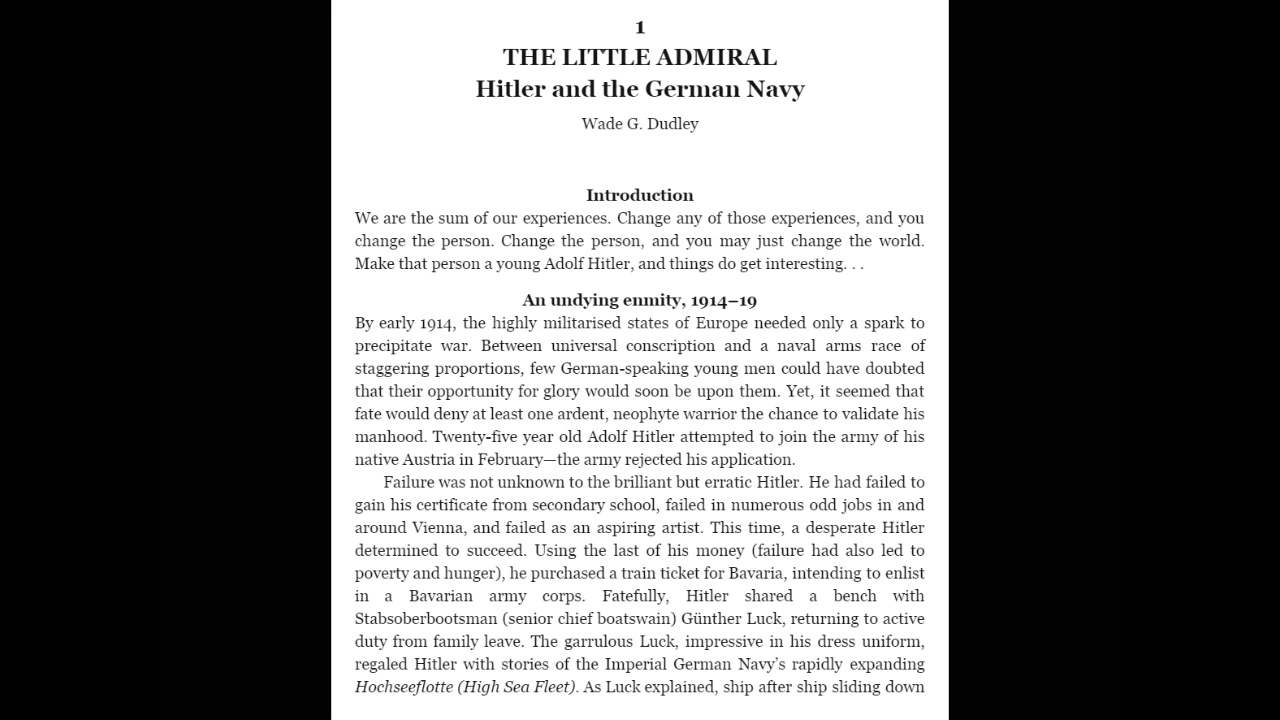 1
THE LITTLE ADMIRAL
Hitler and the German Navy
Wade G. Dudley
Introduction
We are the sum of our experiences. Change any of those experiences, and you
change the person. Change the person, and you may just change the world.
Make that person a young Adolf Hitler, and things do get interesting. . .
An undying enmity, 1914–19
By early 1914, the highly militarised states of Europe needed only a spark to
precipitate war. Between universal conscription and a naval arms race of
staggering proportions, few German-speaking young men could have doubted
that their opportunity for glory would soon be upon them. Yet, it seemed that
fate would deny at least one ardent, neophyte warrior the chance to validate his
manhood. Twenty-five year old Adolf Hitler attempted to join the army of his
native Austria in February—the army rejected his application.
Failure was not unknown to the brilliant but erratic Hitler. He had failed to
gain his certificate from secondary school, failed in numerous odd jobs in and
around Vienna, and failed as an aspiring artist. This time, a desperate Hitler
determined to succeed. Using the last of his money (failure had also led to
poverty and hunger), he purchased a train ticket for Bavaria, intending to enlist
in a Bavarian army corps. Fatefully, Hitler shared a bench with
Stabsoberbootsman (senior chief boatswain) Günther Luck, returning to active
duty from family leave. The garrulous Luck, impressive in his dress uniform,
regaled Hitler with stories of the Imperial German Navy’s rapidly expanding
Hochseeflotte (High Sea Fleet). As Luck explained, ship after ship sliding down